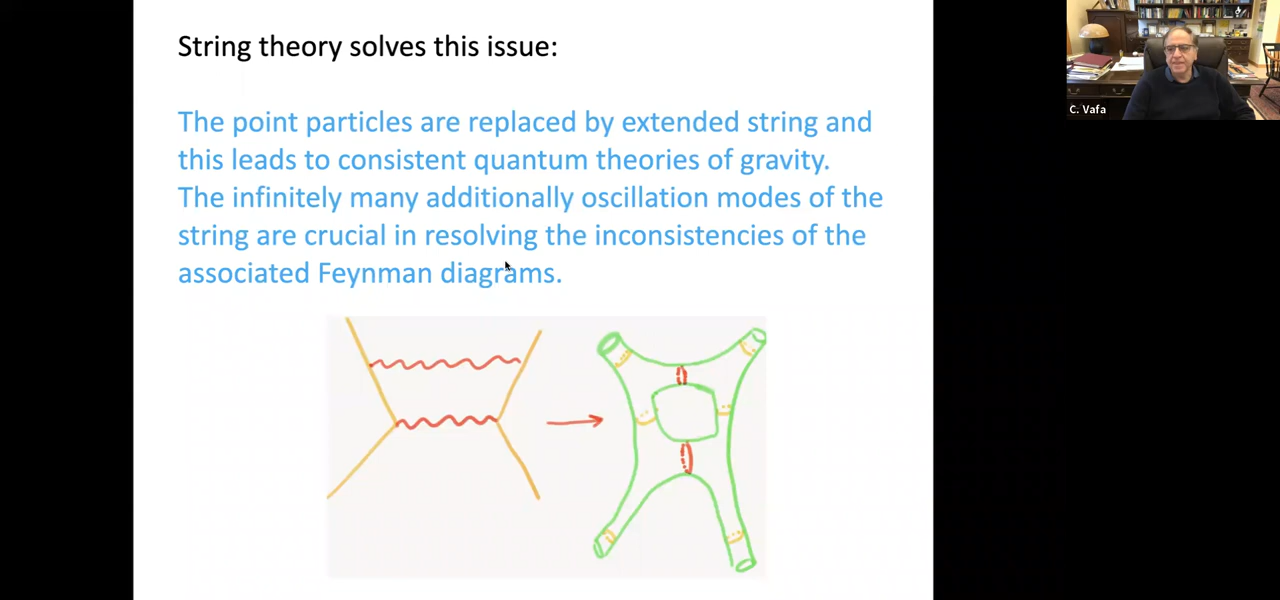 String theory solves this issue:
The point particles are replaced by extended string and
this leads to consistent quantum theories of gravity.
The infinitely many additionally oscillation modes of the
string are crucial in resolving the inconsistencies of the
associated Feynman diagrams.
C. Vafa